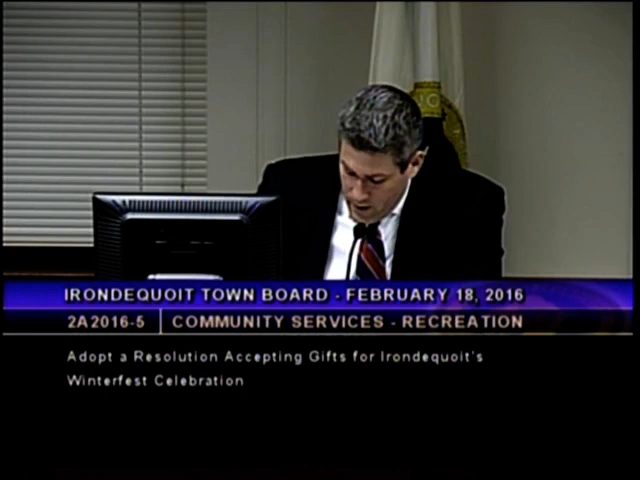 IRONDEQUOIT TOWN BOARD - FEBRUARY 18, 2016
2A2016-5 COMMUNITY SERVICES - RECREATION
Adopt a Resolution Accepting Gifts for Irondequoit's
Winterfest Celebration